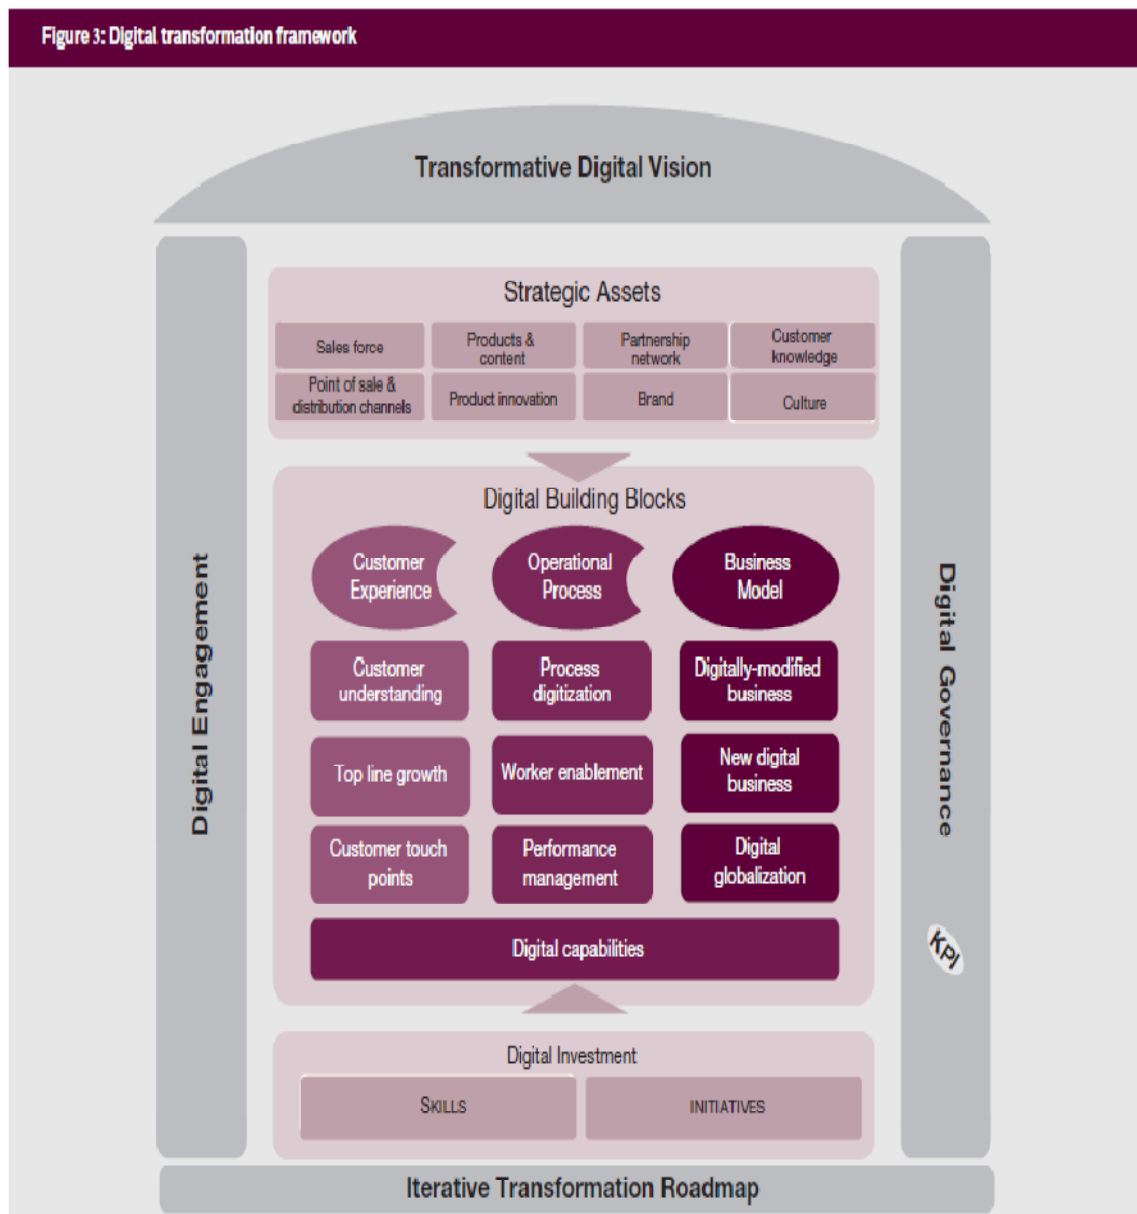 Figure 3: Digital transformation framework
Transformative Digital Vision
Digital Engagement
Strategic Assets
Sales force
Products &
content
Partnership
network
Customer
knowledge
Point of sale &
distribution channels
Product innovation
Brand
Culture
Digital Building Blocks
Customer
Experience
Operational
Process
Business
Model
Customer
understanding
Process
digitization
Digitally-modified
business
Top line growth
Worker enablement
New digital
business
Customer touch
points
Performance
management
Digital
globalization
Digital capabilities
Digital Investment
SKILLS
INITIATIVES
Digital Governance
KPI
Iterative Transformation Roadmap